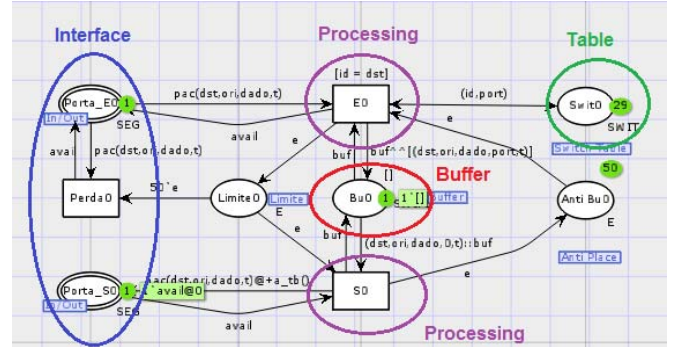 Interface
Processing
Table
[id = dst]
pac(dst,ori,dado,t)
(id,port)
Porta_E0
1
E0
Swit0
29
In/Out
SEG
avail
e
e
SWIT
Switch Table
avail
pac(dst,ori,dado,t)
buf
buf^^[(dst,ori,dado,port,t)]
50
[]
Buffer
50`e
Perda0
Limite0
Limite
E
Bu0
1
1`[]
buffer
Anti Bu0
E
e
buf
(dst,ori,dado,0,t)::buf
Anti Place
pac(dst,ori,dado,t)@+a_tb()
e
Porta_S0
1
1`avail@0
S0
In/Out
SEG
avail
Processing